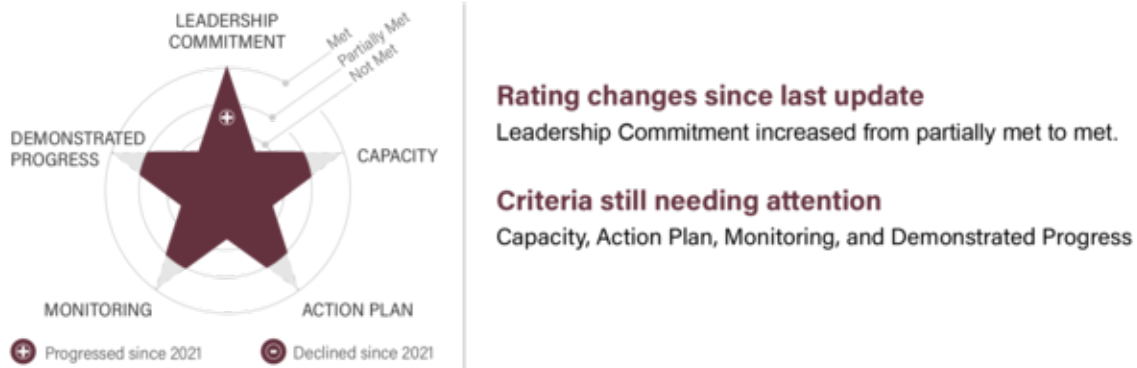 LEADERSHIP
COMMITMENT
Met
Partially Met
Not Met
DEMONSTRATED
PROGRESS
CAPACITY
MONITORING
ACTION PLAN
Progressed since 2021
Declined since 2021
Rating changes since last update
Leadership Commitment increased from partially met to met.
Criteria still needing attention
Capacity, Action Plan, Monitoring, and Demonstrated Progress